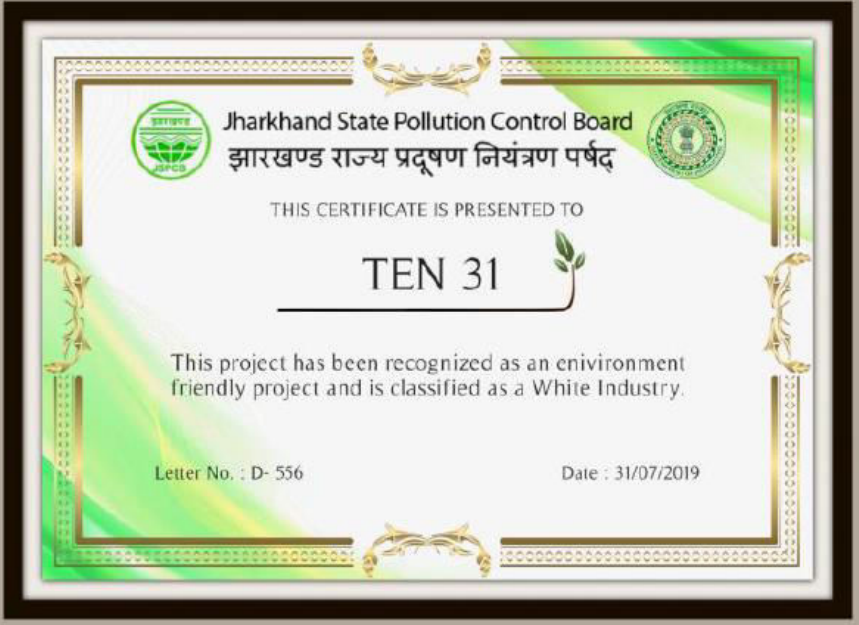 Jharkhand State Pollution Control Board
झारखण्ड राज्य प्रदूषण नियंत्रण पर्षद्
झारखण्ड
JSPCB
THIS CERTIFICATE IS PRESENTED TO
TEN 31
This project has been recognized as an enivironment
friendly project and is classified as a White Industry.
Letter No. : D- 556
Date : 31/07/2019